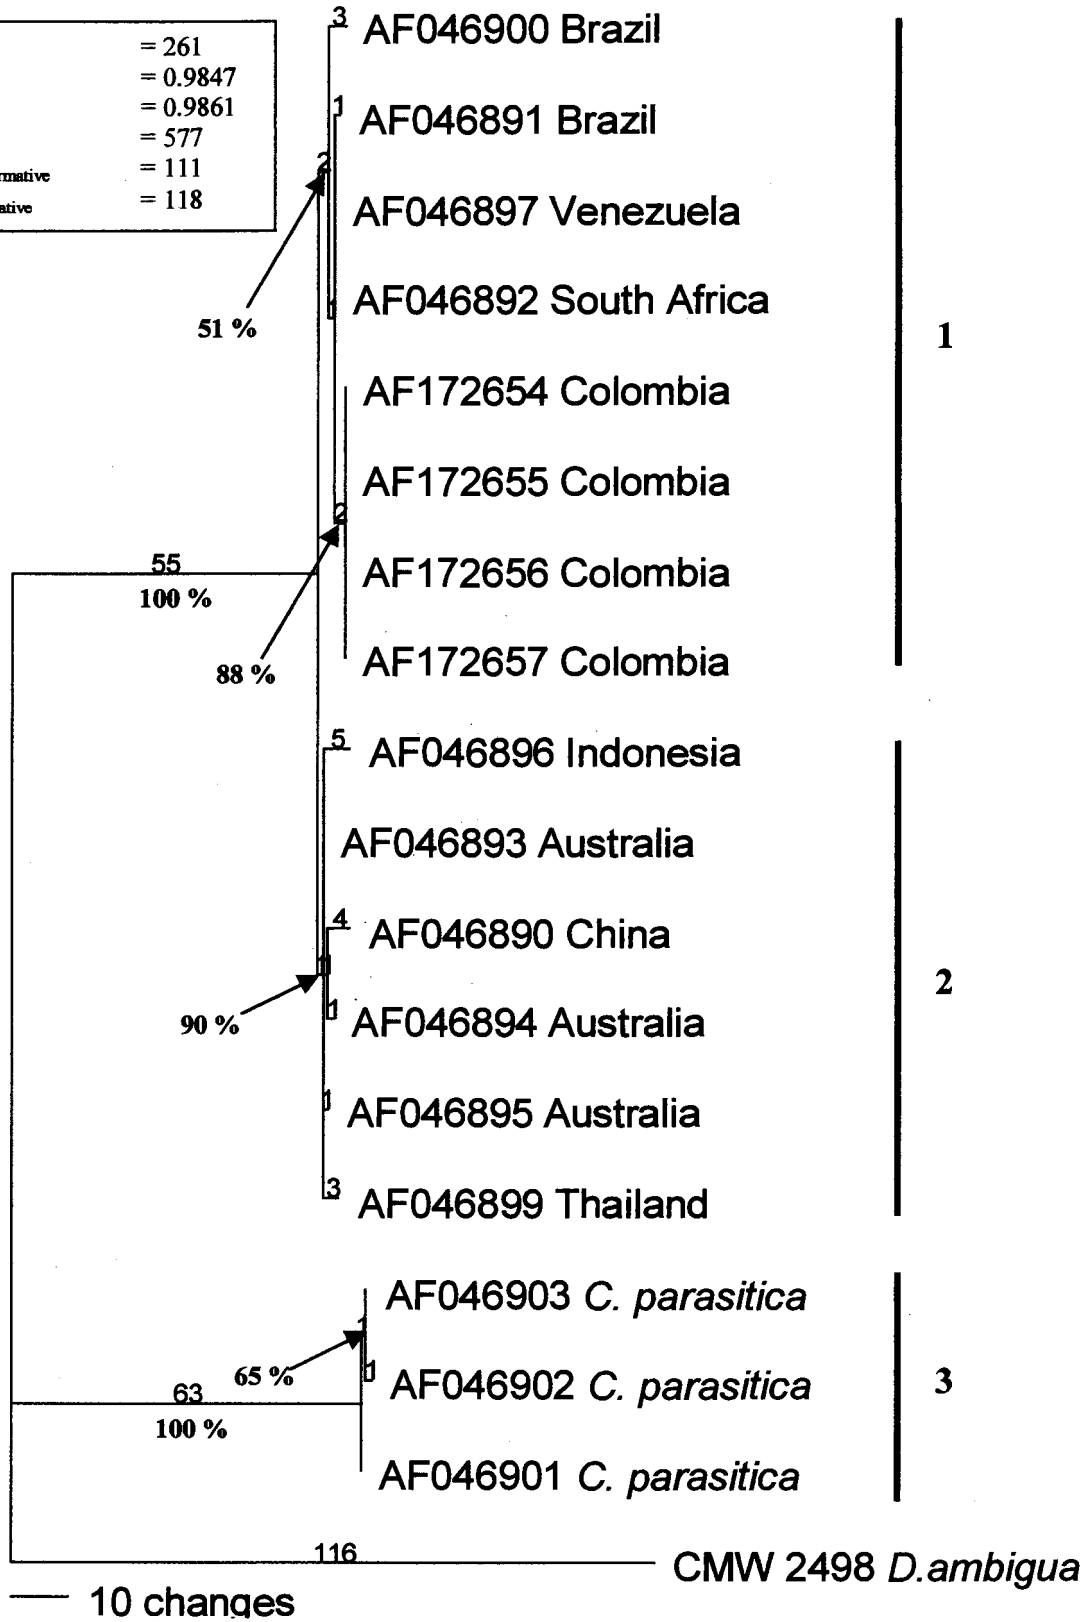 = 261
= 0.9847
= 0.9861
= 577
= 111
= 118
3 AF046900 Brazil
1 AF046891 Brazil
2
AF046897 Venezuela
1 AF046892 South Africa
51 %
1
AF172654 Colombia
AF172655 Colombia
2
55
100 %
AF172656 Colombia
88 %
AF172657 Colombia
5 AF046896 Indonesia
AF046893 Australia
4 AF046890 China
1
2
90 %
1 AF046894 Australia
1 AF046895 Australia
3 AF046899 Thailand
AF046903 C. parasitica
1
65 %
1 AF046902 C. parasitica
3
63
100 %
AF046901 C. parasitica
116
CMW 2498 D.ambigua
10 changes